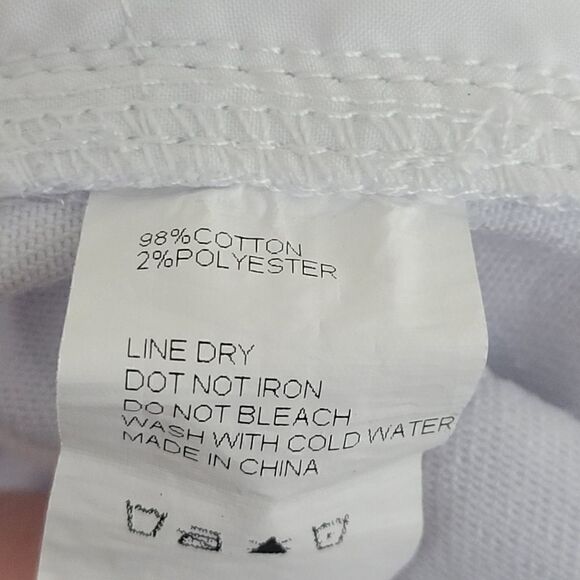 98%COTTON
2%POLYESTER
LINE DRY
DOT NOT IRON
DO NOT BLEACH
WASH WITH COLD WATER
MADE IN CHINA